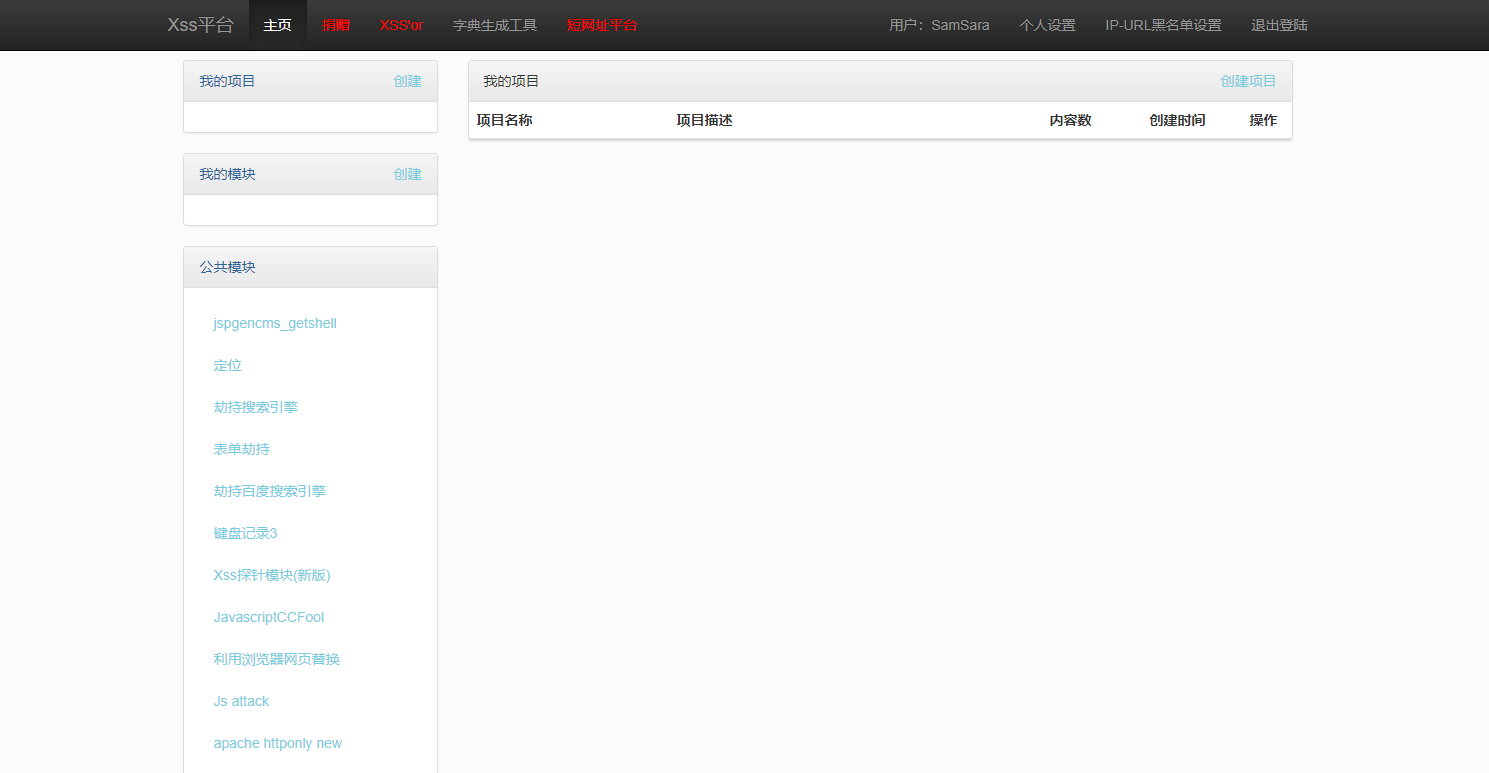 Xss平台 主页 捐赠 XSS'or 字典生成工具 短网址平台 用户：SamSara 个人设置 IP-URL黑名单设置 退出登陆
我的项目 创建
我的模块 创建
公共模块
jspgencms_getshell
定位
劫持搜索引擎
表单劫持
劫持百度搜索引擎
键盘记录3
Xss探针模块(新版)
JavascriptCCFool
利用浏览器网页替换
Js attack
apache httponly new
我的项目 创建项目
项目名称 项目描述 内容数 创建时间 操作